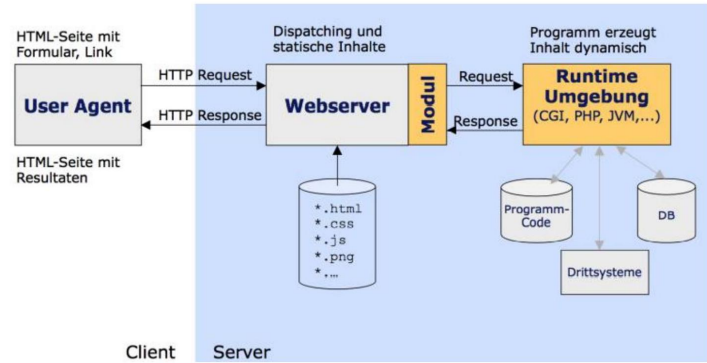 HTML-Seite mit
Formular, Link
User Agent
HTML-Seite mit
Resultaten
HTTP Request
HTTP Response
Dispatching und
statische Inhalte
Webserver
Modul
Request
Response
Programm erzeugt
Inhalt dynamisch
Runtime
Umgebung
(CGI, PHP, JVM,...)
*.html
*.css
*.js
*.png
*.…
Programm-
Code
DB
Drittsysteme
Client
Server